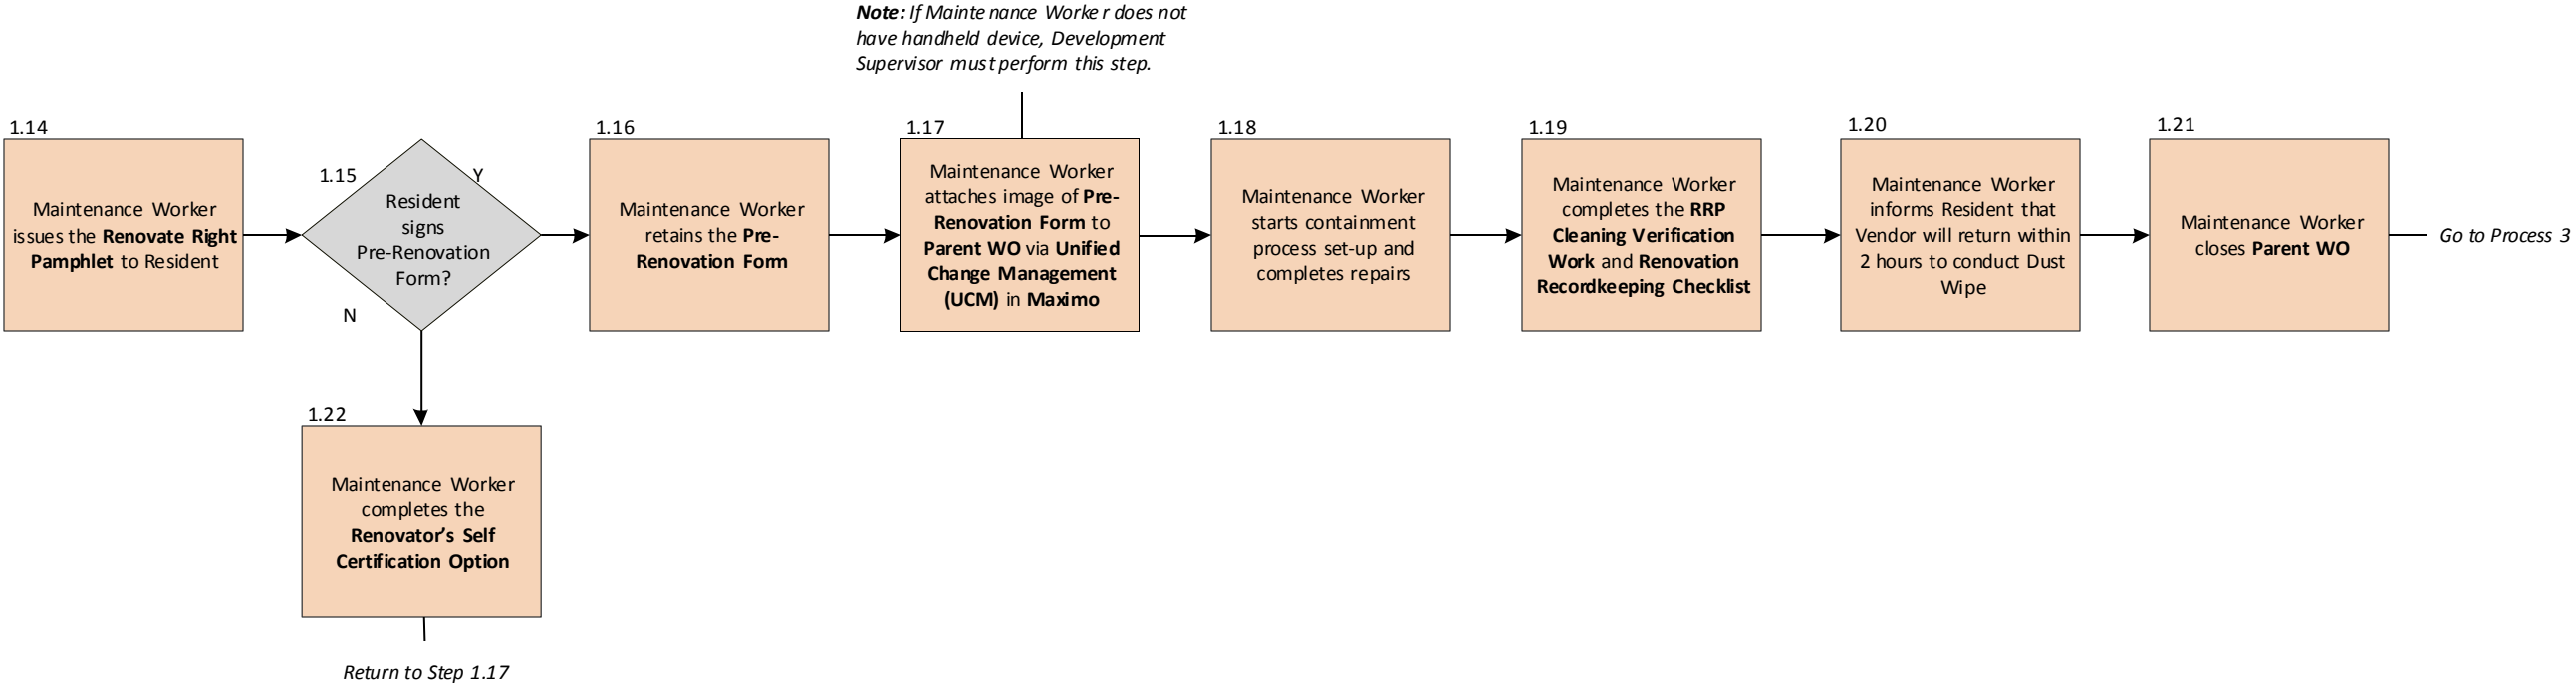 Note: If Maintenance Worker does not
have handheld device, Development
Supervisor must perform this step.
1.14
Maintenance Worker
issues the Renovate Right
Pamphlet to Resident
1.15
Y
Resident
signs
Pre-Renovation
Form?
N
1.16
Maintenance Worker
retains the Pre-
Renovation Form
1.17
Maintenance Worker
attaches image of Pre-
Renovation Form to
Parent WO via Unified
Change Management
(UCM) in Maximo
1.18
Maintenance Worker
starts containment
process set-up and
completes repairs
1.19
Maintenance Worker
completes the RRP
Cleaning Verification
Work and Renovation
Recordkeeping Checklist
1.20
Maintenance Worker
informs Resident that
Vendor will return within
2 hours to conduct Dust
Wipe
1.21
Maintenance Worker
closes Parent WO
Go to Process 3
1.22
Maintenance Worker
completes the
Renovator’s Self
Certification Option
Return to Step 1.17